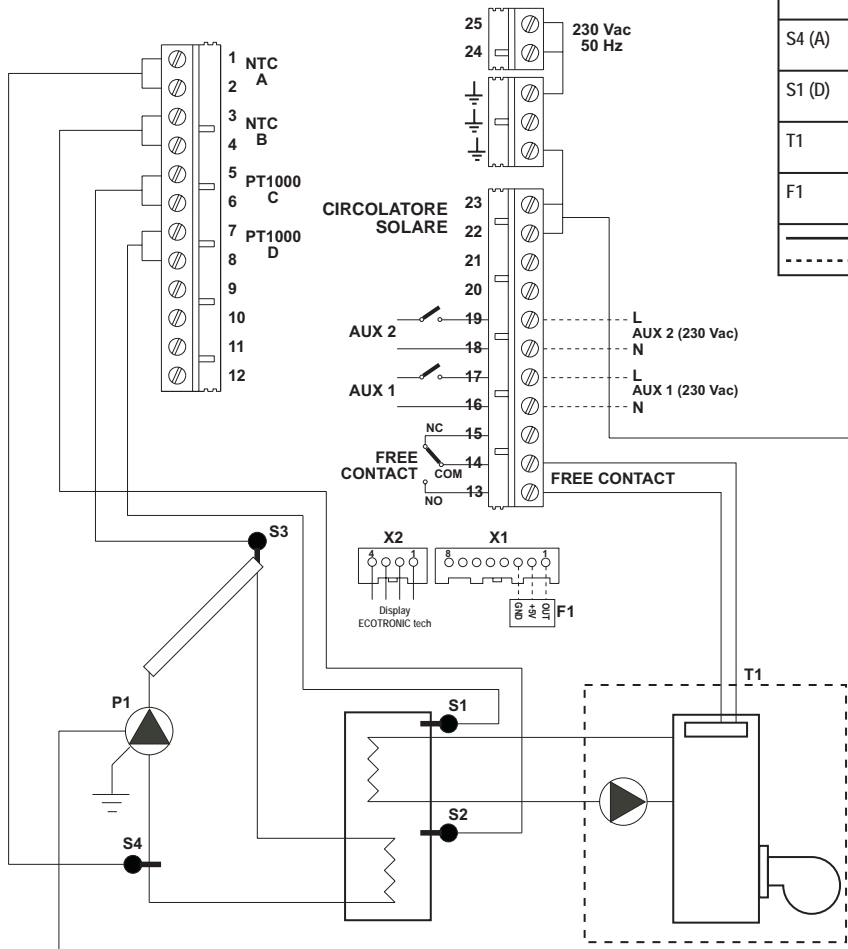 1
2
3
4
5
6
7
8
9
10
11
12
NTC
A
NTC
B
PT1000
C
PT1000
D
25
24
230 Vac
50 Hz
CIRCOLATORE
SOLARE
23
22
21
20
19
18
17
16
15
14
13
AUX 2
AUX 1
NC
FREE
CONTACT
COM
NO
L
AUX 2 (230 Vac)
N
L
AUX 1 (230 Vac)
N
FREE CONTACT
S4 (A)
S1 (D)
T1
F1
X2
4 1
Display
ECOTRONIC tech
X1
8 1
GND
+5V
OUT
F1
S3
P1
S4
S1
S2
T1